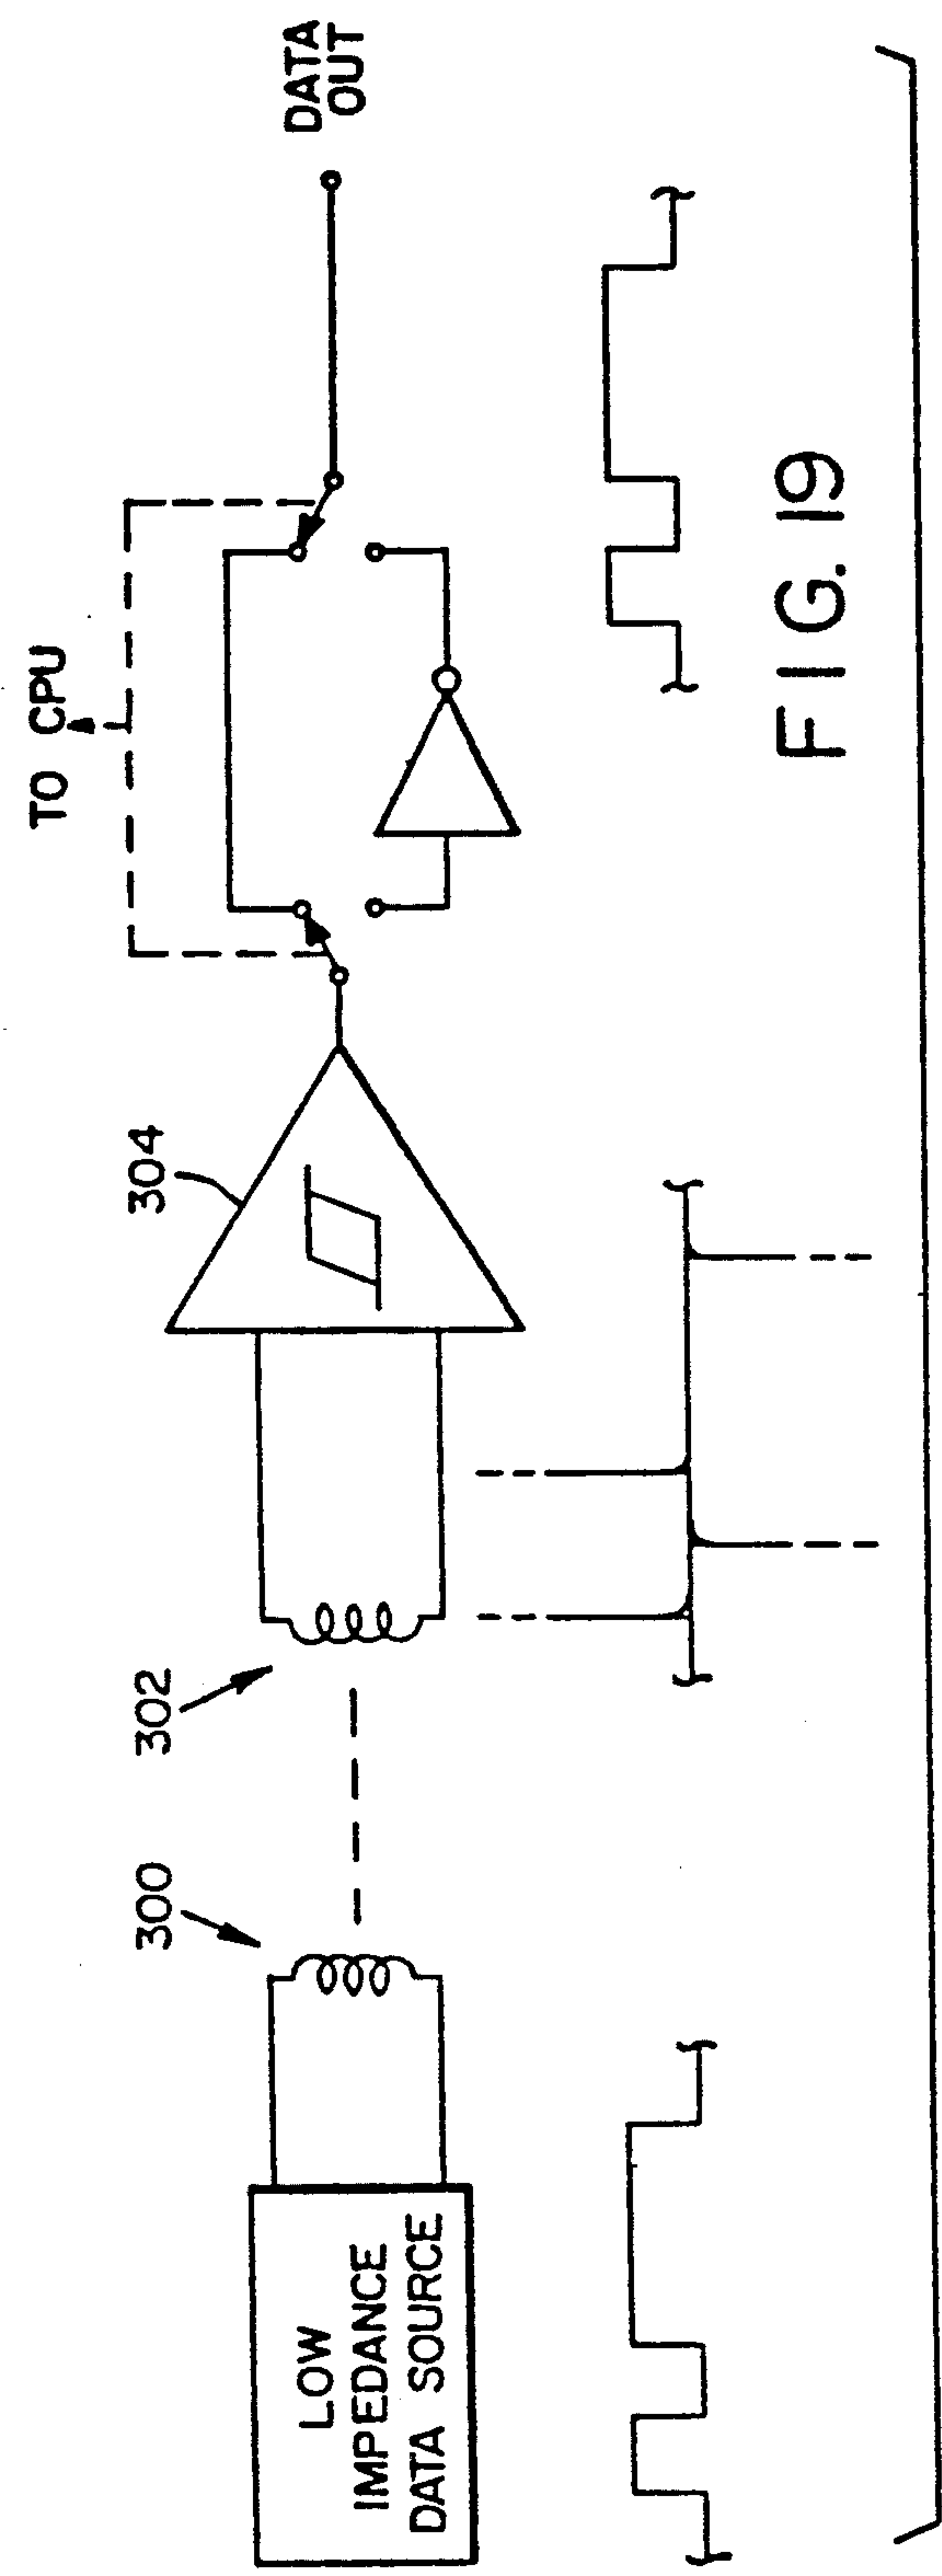 LOW
IMPEDANCE
DATA SOURCE
300
302
304
TO CPU
DATA
OUT
FIG. 19